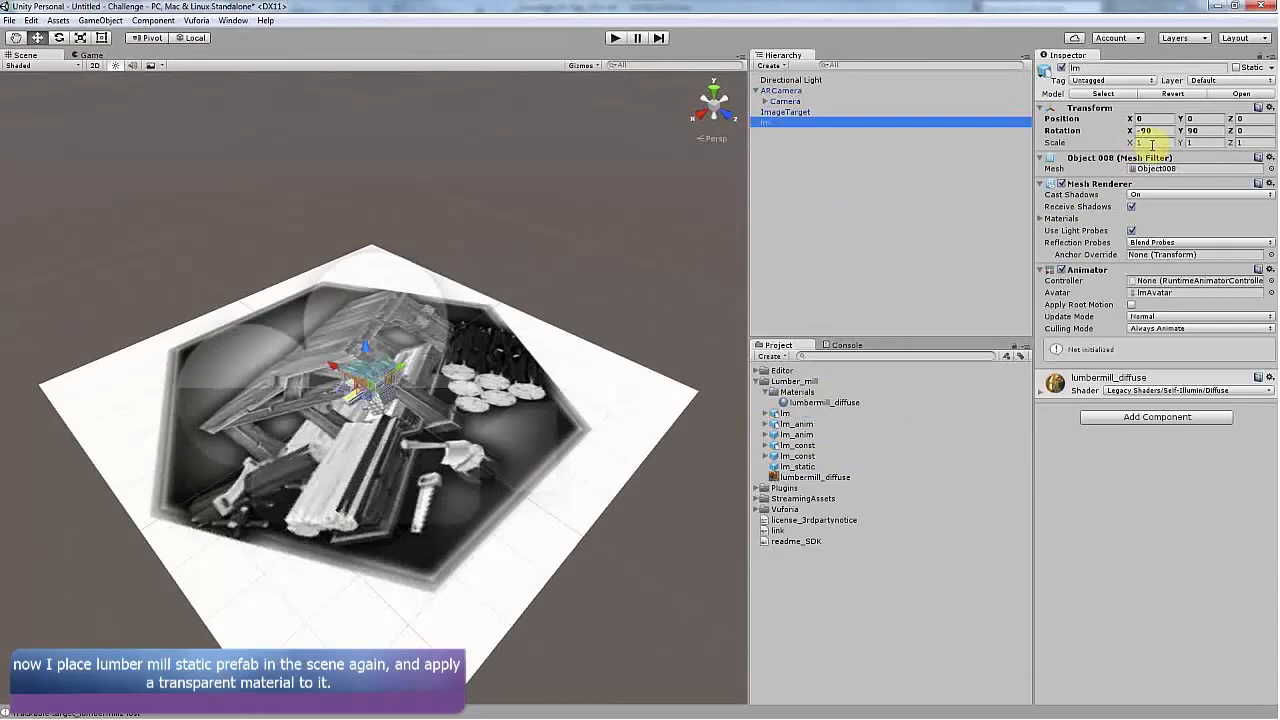 Unity Personal - Untitled - Challenge - PC, Mac & Linux Standalone* <DX11>
File Edit Assets GameObject Component Vuforia Window Help
Pivot Local Account Layers Layout
Scene Game
Shaded 2D Gizmos All
y
x z
Persp
Hierarchy
Create All
Directional Light
ARCamera
Camera
ImageTarget
lm
Project Console
Create
Editor
Lumber_mill
Materials
lumbermill_diffuse
lm
lm_anim
lm_anim
lm_const
lm_const
lm_static
lumbermill_diffuse
Plugins
StreamingAssets
Vuforia
license_3rdpartynotice
link
readme_SDK
Inspector
lm Static
Tag Untagged Layer Default
Model Select Revert Open
Transform
Position X 0 Y 0 Z 0
Rotation X -90 Y 90 Z 0
Scale X 1 Y 1 Z 1
Object 008 (Mesh Filter)
Mesh Object008
Mesh Renderer
Cast Shadows On
Receive Shadows
Materials
Use Light Probes
Reflection Probes Blend Probes
Anchor Override None (Transform)
Animator
Controller None (RuntimeAnimatorControlle
Avatar lmAvatar
Apply Root Motion
Update Mode Normal
Culling Mode Always Animate
Not initialized
lumbermill_diffuse
Shader Legacy Shaders/Self-Illumin/Diffuse
Add Component
now I place lumber mill static prefab in the scene again, and apply
a transparent material to it.